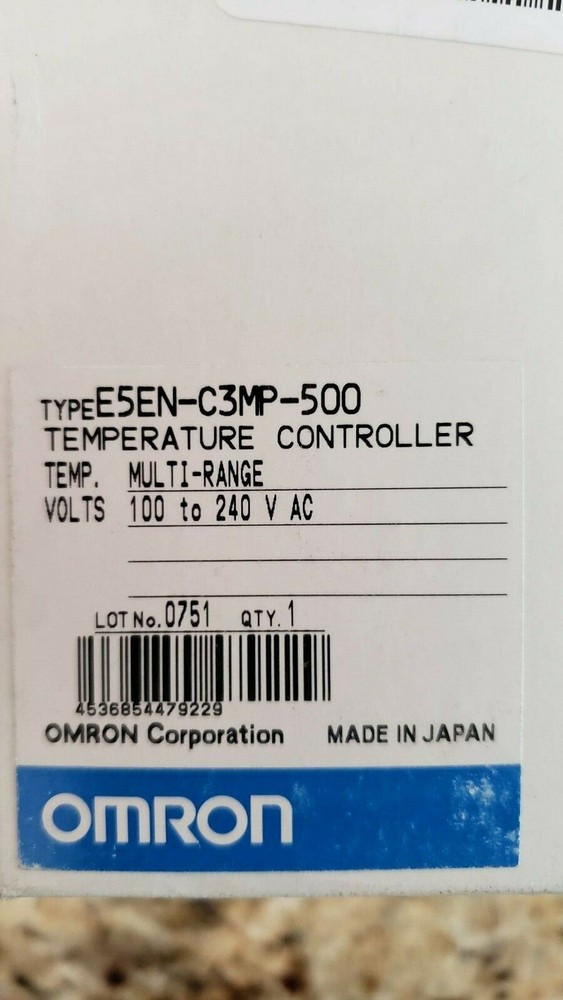 TYPE E5EN-C3MP-500
TEMPERATURE CONTROLLER
TEMP. MULTI-RANGE
VOLTS 100 to 240 V AC
LOT No. 0751 QTY. 1
4536854479229
OMRON Corporation MADE IN JAPAN
OMRON